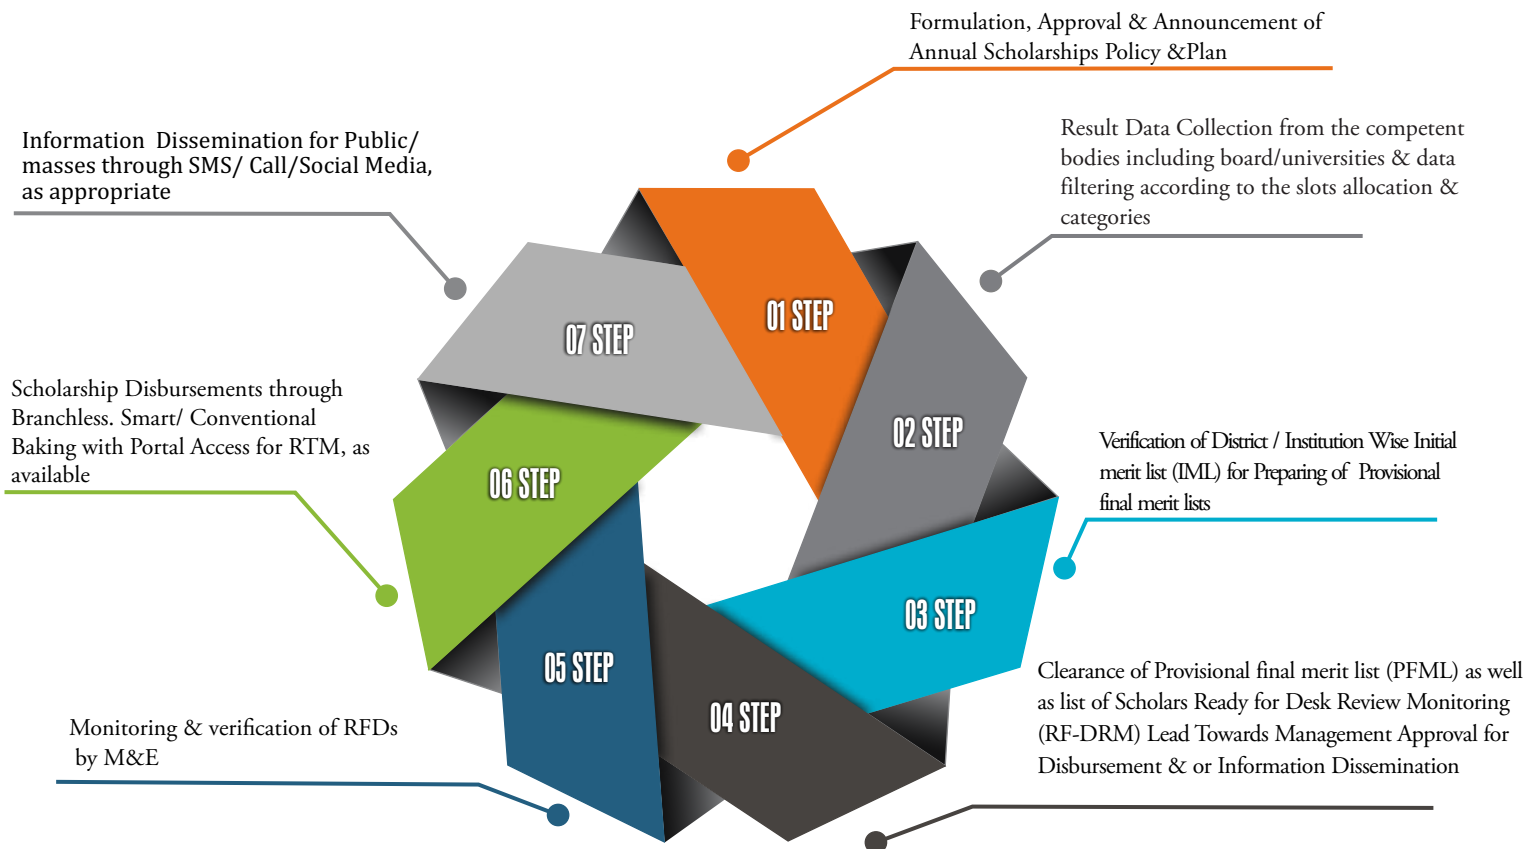 Formulation, Approval & Announcement of
Annual Scholarships Policy &Plan
Result Data Collection from the competent
bodies including board/universities & data
filtering according to the slots allocation &
categories
Information Dissemination for Public/
masses through SMS/ Call/Social Media,
as appropriate
01 STEP
07 STEP
02 STEP
Scholarship Disbursements through
Branchless. Smart/ Conventional
Baking with Portal Access for RTM, as
available
06 STEP
Verification of District / Institution Wise Initial
merit list (IML) for Preparing of Provisional
final merit lists
03 STEP
05 STEP
04 STEP
Clearance of Provisional final merit list (PFML) as well
as list of Scholars Ready for Desk Review Monitoring
(RF-DRM) Lead Towards Management Approval for
Disbursement & or Information Dissemination
Monitoring & verification of RFDs
by M&E